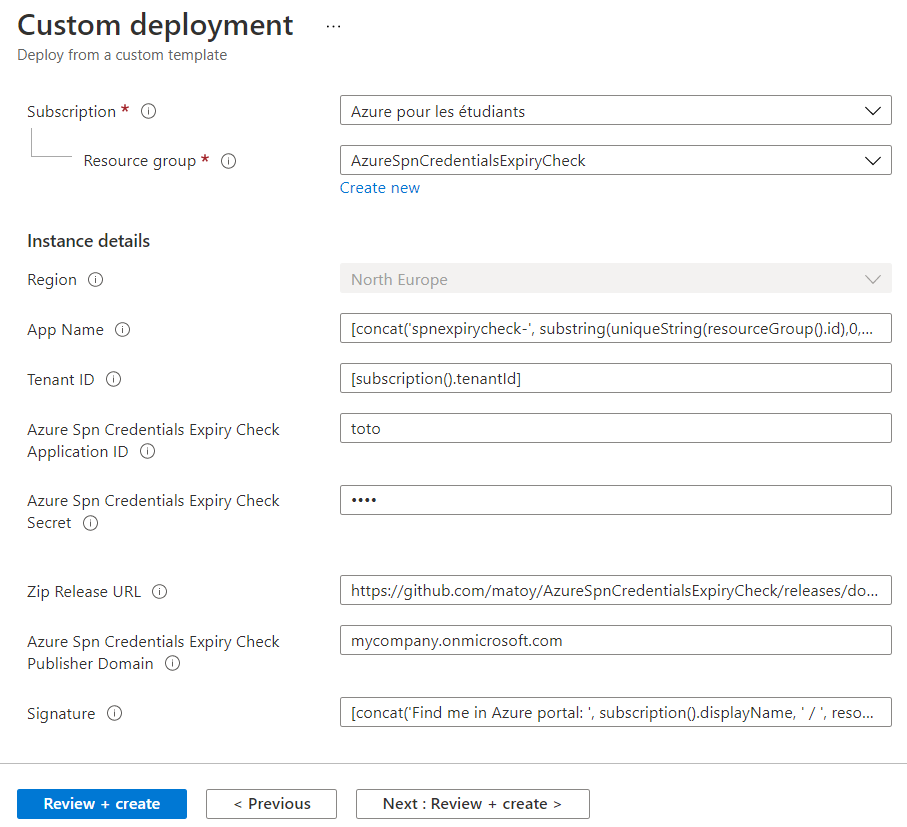 Custom deployment ...
Deploy from a custom template
Subscription * Azure pour les étudiants
Resource group * AzureSpnCredentialsExpiryCheck
Create new
Instance details
Region North Europe
App Name [concat('spnexpirycheck-', substring(uniqueString(resourceGroup().id),0,...
Tenant ID [subscription().tenantId]
Azure Spn Credentials Expiry Check
Application ID
toto
Azure Spn Credentials Expiry Check
Secret
••••
Zip Release URL https://github.com/matoy/AzureSpnCredentialsExpiryCheck/releases/do...
Azure Spn Credentials Expiry Check
Publisher Domain
mycompany.onmicrosoft.com
Signature [concat('Find me in Azure portal: ', subscription().displayName, ' / ', reso...
Review + create < Previous Next : Review + create >